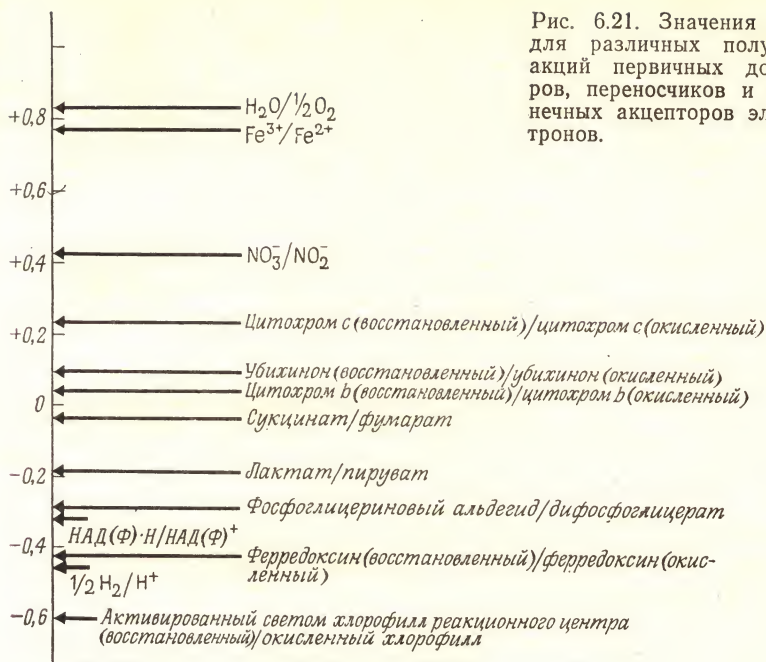 Рис. 6.21. Значения
для различных полу
акций первичных до
ров, переносчиков и
нечных акцепторов эл
тронов.
+0,8
H₂O/½O₂
Fe³⁺/Fe²⁺
+0,6
+0,4
NO₃⁻/NO₂⁻
+0,2
Цитохром c (восстановленный)/цитохром c (окисленный)
Убихинон (восстановленный)/убихинон (окисленный)
Цитохром b (восстановленный)/цитохром b (окисленный)
0
Сукцинат/фумарат
−0,2
Лактат/пируват
Фосфоглицериновый альдегид/дифосфоглицерат
НАД(Ф)·Н/НАД(Ф)⁺
−0,4
Ферредоксин (восстановленный)/ферредоксин (окис-
ленный)
1/2 H₂/H⁺
−0,6
Активированный светом хлорофилл реакционного центра
(восстановленный)/окисленный хлорофилл